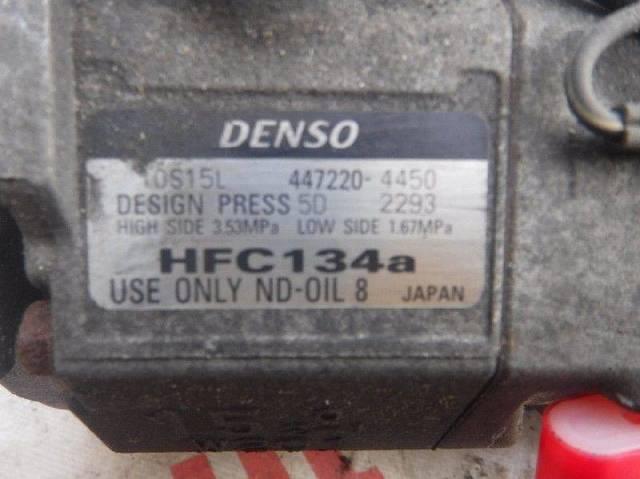 DENSO
10S15L 447220-4450
DESIGN PRESS 5D 2293
HIGH SIDE 3.53MPa LOW SIDE 1.67MPa
HFC134a
USE ONLY ND-OIL 8 JAPAN